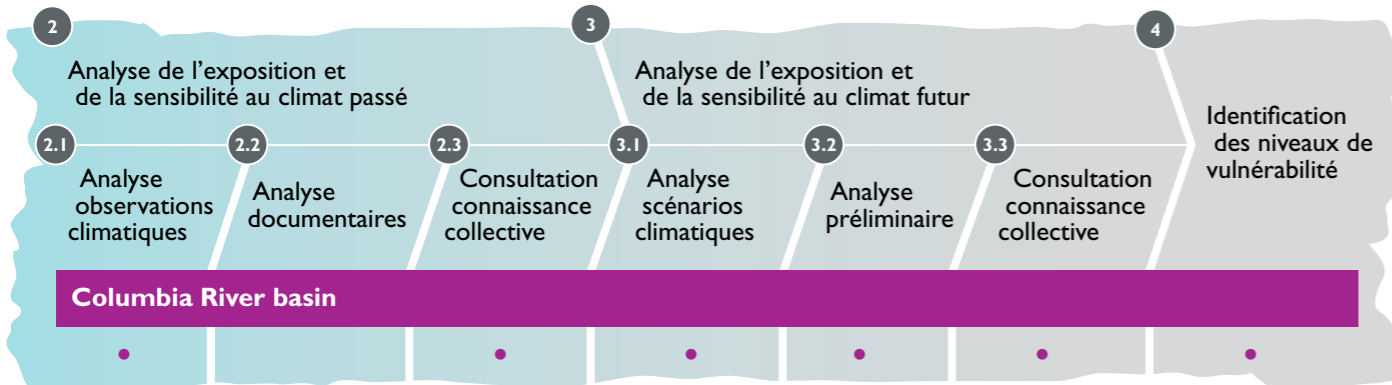 2
3
4
Analyse de l’exposition et
de la sensibilité au climat passé
Analyse de l’exposition et
de la sensibilité au climat futur
Identification
des niveaux de
vulnérabilité
2.1
2.2
2.3
3.1
3.2
3.3
Analyse
observations
climatiques
Analyse
documentaires
Consultation
connaissance
collective
Analyse
scénarios
climatiques
Analyse
préliminaire
Consultation
connaissance
collective
Columbia River basin